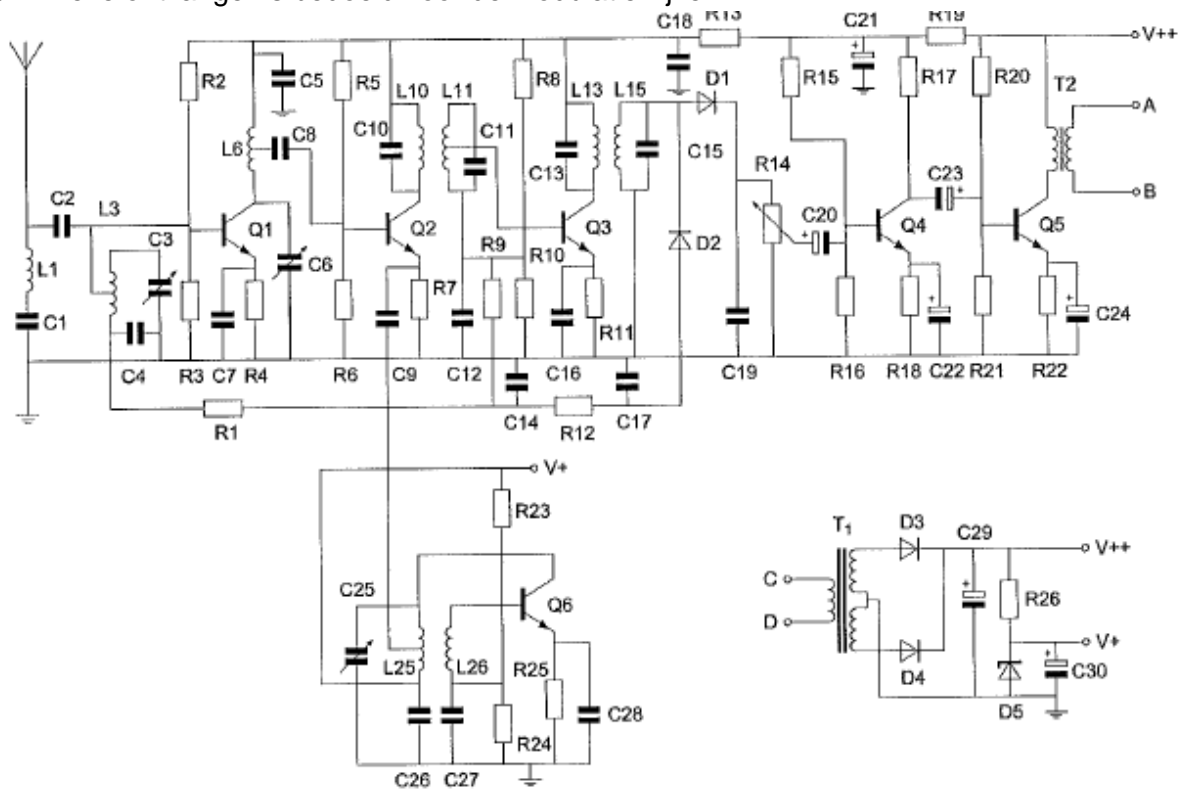 C21
R19
C18
R13
V++
R2
C5
R5
L10
L11
R8
L13
L15
D1
R15
R17
R20
T2
A
C8
C10
C11
L6
C15
C13
R14
B
C2
L3
C23
C20
Q1
Q2
Q3
Q4
Q5
C3
D2
R9
R10
L1
C6
R7
C1
R11
C24
C4
R3
C7
R4
R6
C9
C12
C16
C19
R16
R18
C22
R21
R22
C14
C17
R1
R12
V+
R23
T1
D3
C29
V++
C25
Q6
C
R26
D
V+
L25
L26
R25
C30
D4
C28
D5
R24
C26
C27